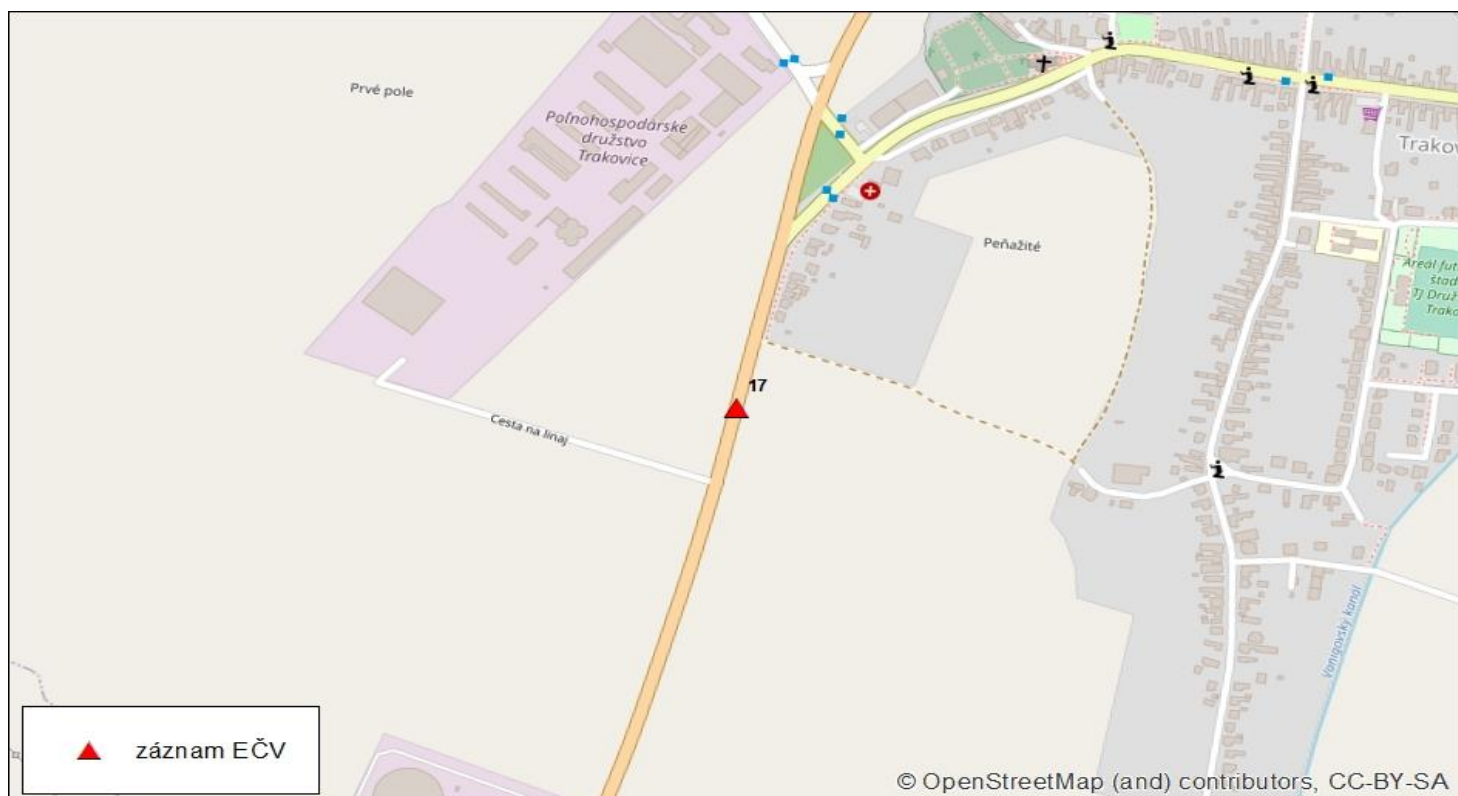 Prvé pole
Poľnohospodárske
družstvo
Trakovice
Peňažité
Trakov
Areál fut
štad
TJ Druž
Trako
17
Cesta na linaj
Vonigovsky kanál
záznam EČV
© OpenStreetMap (and) contributors, CC-BY-SA